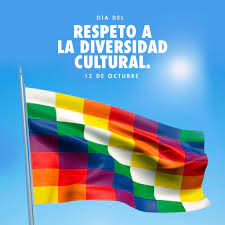 DÍA DEL
RESPETO A
LA DIVERSIDAD
CULTURAL.
12 DE OCTUBRE